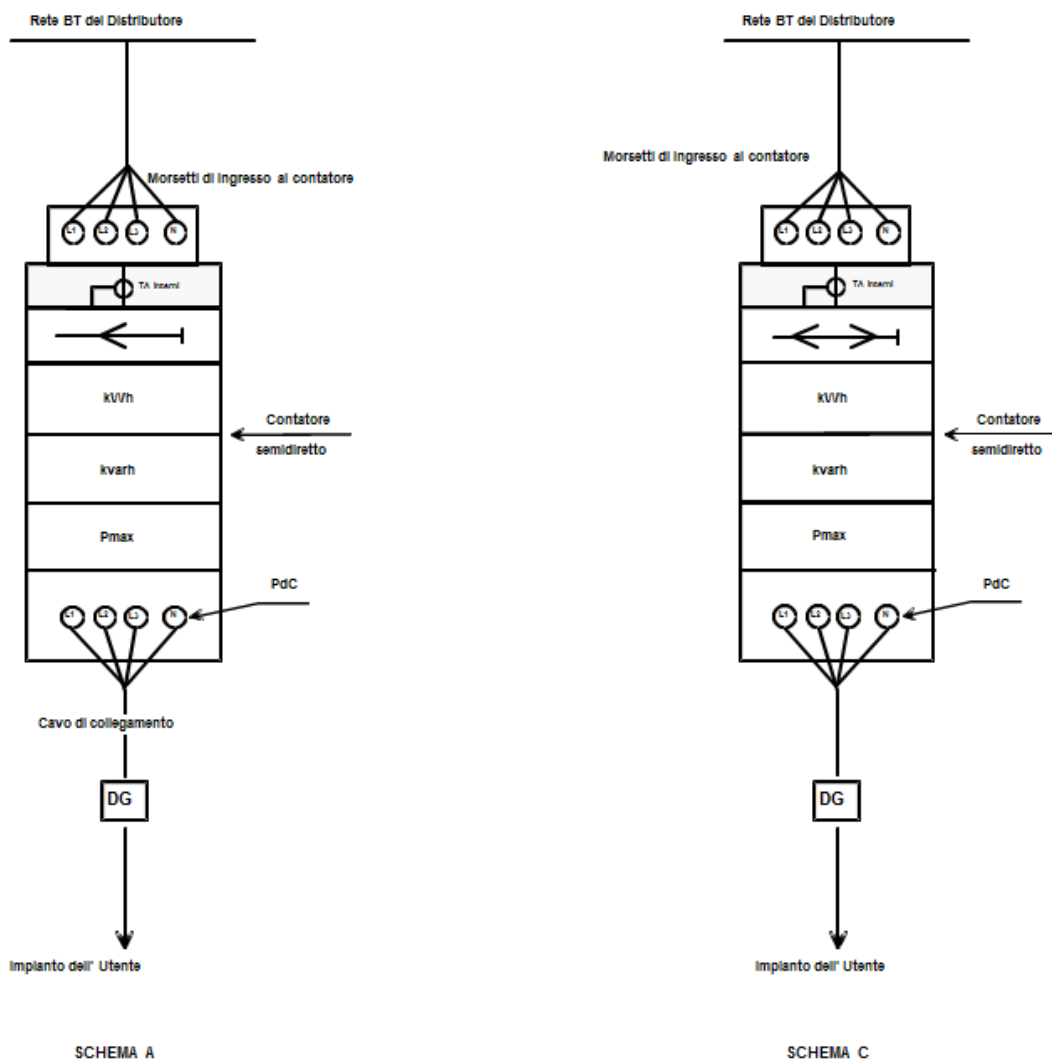 Rete BT del Distributore
Morsetti di ingresso al contatore
L1 L2 L3 N
TA Interni
kWh
Contatore
semidiretto
kvarh
Pmax
PdC
L1 L2 L3 N
Cavo di collegamento
DG
Impianto dell' Utente
SCHEMA A
Rete BT del Distributore
Morsetti di ingresso al contatore
L1 L2 L3 N
TA Interni
kWh
Contatore
semidiretto
kvarh
Pmax
PdC
L1 L2 L3 N
DG
Impianto dell' Utente
SCHEMA C